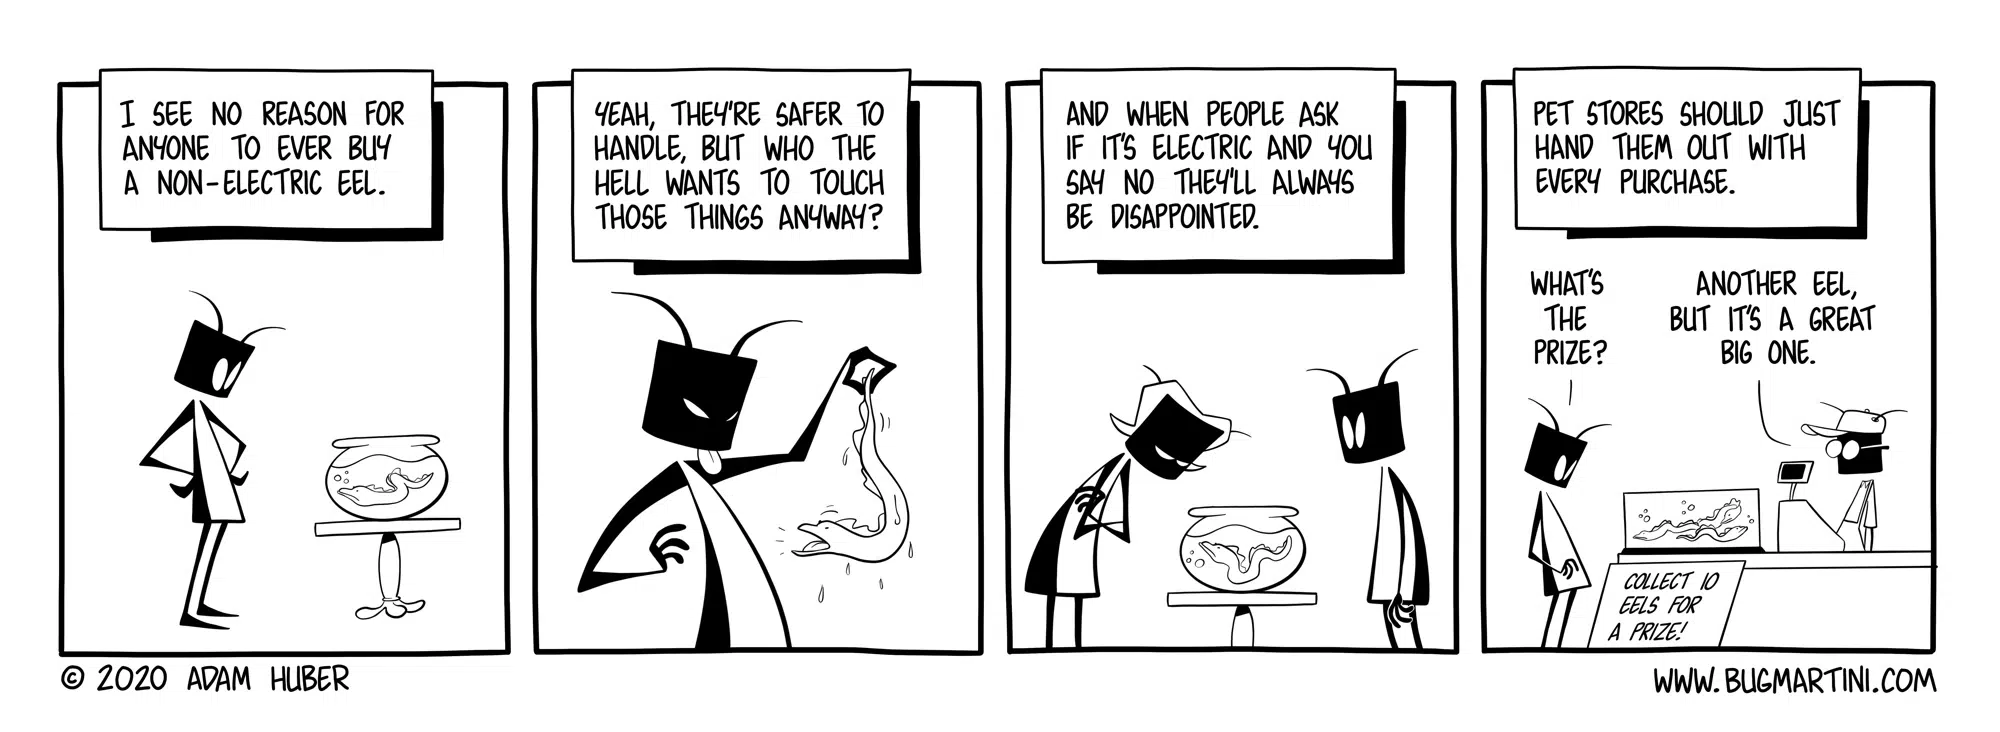 I SEE NO REASON FOR
ANYONE TO EVER BUY
A NON-ELECTRIC EEL.
YEAH, THEY'RE SAFER TO
HANDLE, BUT WHO THE
HELL WANTS TO TOUCH
THOSE THINGS ANYWAY?
AND WHEN PEOPLE ASK
IF IT'S ELECTRIC AND YOU
SAY NO THEY'LL ALWAYS
BE DISAPPOINTED.
PET STORES SHOULD JUST
HAND THEM OUT WITH
EVERY PURCHASE.
WHAT'S
THE
PRIZE?
ANOTHER EEL,
BUT IT'S A GREAT
BIG ONE.
COLLECT 10
EELS FOR
A PRIZE!
© 2020 ADAM HUBER
WWW.BUGMARTINI.COM